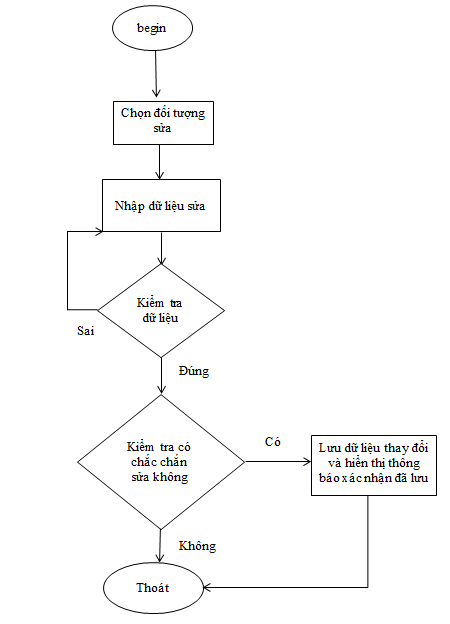 begin
Chọn đối tượng
sửa
Nhập dữ liệu sửa
Kiểm tra
dữ liệu
Sai
Đúng
Kiểm tra có
chắc chắn
sửa không
Có
Lưu dữ liệu thay đổi
và hiển thị thông
báo xác nhận đã lưu
Không
Thoát